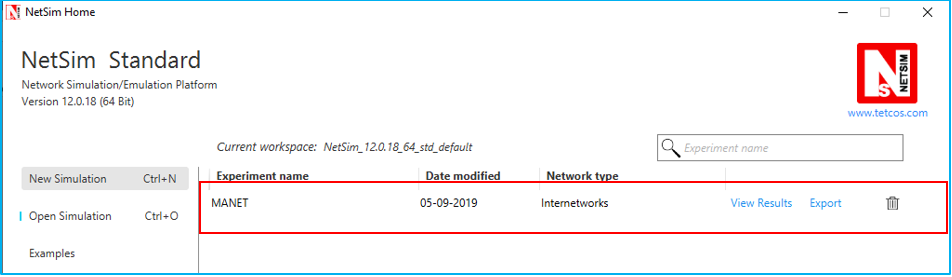 NetSim Home
NetSim Standard
Network Simulation/Emulation Platform
Version 12.0.18 (64 Bit)
NETSIM
NS
www.tetcos.com
Current workspace: NetSim_12.0.18_64_std_default
Experiment name
New Simulation Ctrl+N
Open Simulation Ctrl+O
Examples
Experiment name Date modified Network type
MANET 05-09-2019 Internetworks View Results Export